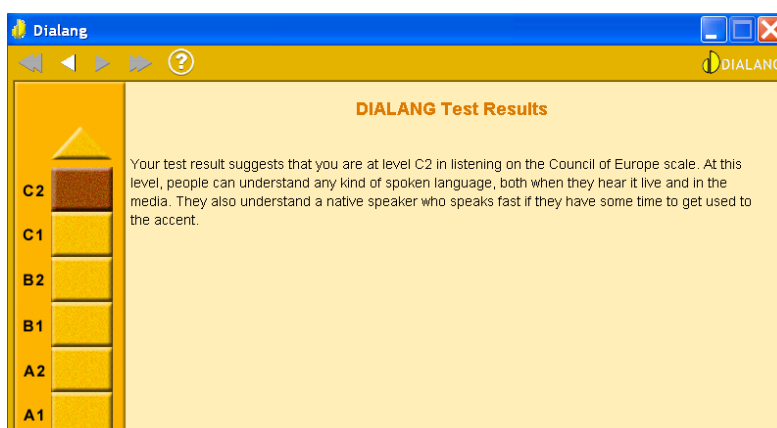 Dialang
?
DIALANG
DIALANG Test Results
Your test result suggests that you are at level C2 in listening on the Council of Europe scale. At this
level, people can understand any kind of spoken language, both when they hear it live and in the
media. They also understand a native speaker who speaks fast if they have some time to get used to
the accent.
C2
C1
B2
B1
A2
A1